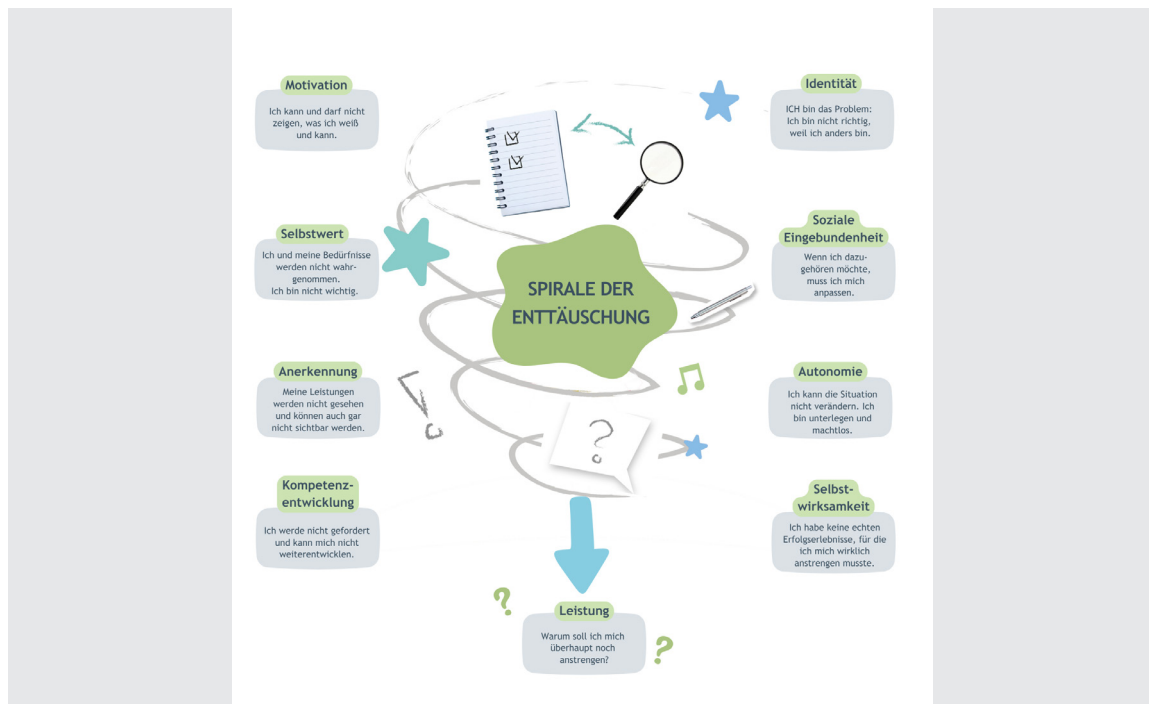 Motivation
Ich kann und darf nicht
zeigen, was ich weiß
und kann.
Identität
ICH bin das Problem:
Ich bin nicht richtig,
weil ich anders bin.
Selbstwert
Ich und meine Bedürfnisse
werden nicht wahr-
genommen.
Ich bin nicht wichtig.
Soziale
Eingebundenheit
Wenn ich dazu-
gehören möchte,
muss ich mich
anpassen.
SPIRALE DER
ENTTÄUSCHUNG
Anerkennung
Meine Leistungen
werden nicht gesehen
und können auch gar
nicht sichtbar werden.
Autonomie
Ich kann die Situation
nicht verändern. Ich
bin unterlegen und
machtlos.
!
?
Kompetenz-
entwicklung
Ich werde nicht gefordert
und kann mich nicht
weiterentwicklen.
Selbst-
wirksamkeit
Ich habe keine echten
Erfolgserlebnisse, für die
ich mich wirklich
anstrengen musste.
?
Leistung
Warum soll ich mich
überhaupt noch
anstrengen?
?